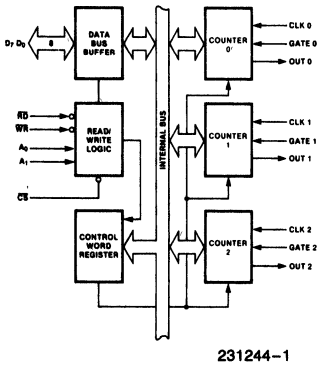 DATA
BUS
BUFFER
D7 D0
8
RD
WR
A0
A1
CS
READ/
WRITE
LOGIC
CONTROL
WORD
REGISTER
INTERNAL BUS
COUNTER
0'
CLK 0
GATE 0
OUT 0
COUNTER
1
CLK 1
GATE 1
OUT 1
COUNTER
2
CLK 2
GATE 2
OUT 2
231244-1